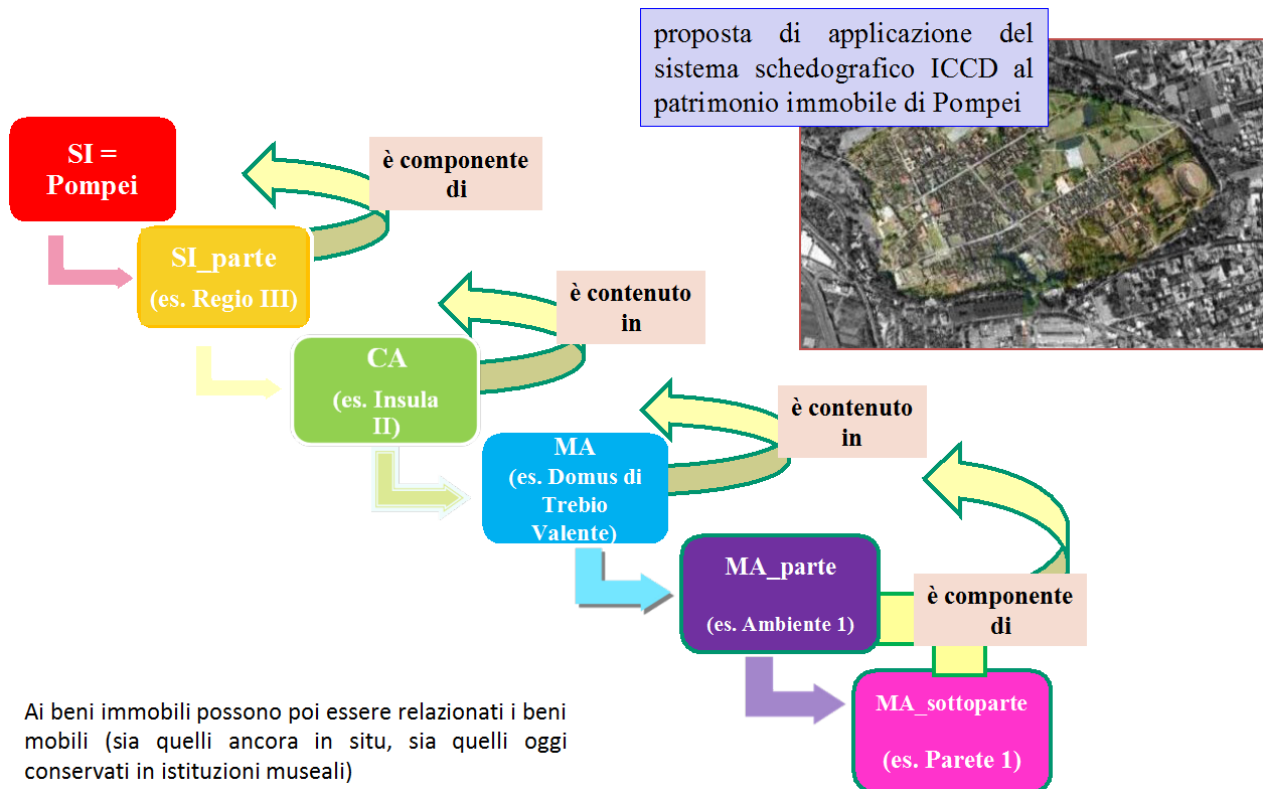 proposta di applicazione del
sistema schedografico ICCD al
patrimonio immobile di Pompei
SI =
Pompei
è componente
di
SI_parte
(es. Regio III)
è contenuto
in
CA
(es. Insula
II)
è contenuto
in
MA
(es. Domus di
Trebio
Valente)
MA_parte
(es. Ambiente 1)
è componente
di
MA_sottoparte
(es. Parete 1)
Ai beni immobili possono poi essere relazionati i beni
mobili (sia quelli ancora in situ, sia quelli oggi
conservati in istituzioni museali)